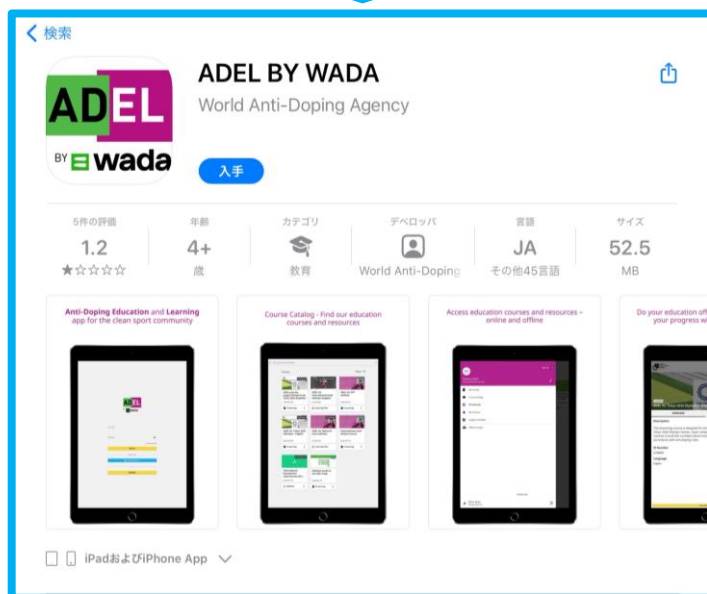 検索
ADEL BY WADA
World Anti-Doping Agency
ADEL
BY wada
入手
5件の評価
1.2
★☆☆☆☆
年齢
4+
歳
カテゴリ
教育
デベロッパ
World Anti-Doping
言語
JA
その他45言語
サイズ
52.5
MB
Anti-Doping Education and Learning
app for the clean sport community
Course Catalog - Find our education
courses and resources
Access education courses and resources -
online and offline
Do your education off
your progress w
iPadおよびiPhone App